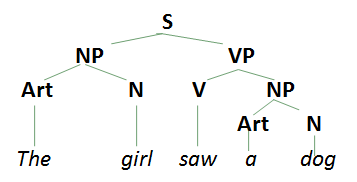 S
NP VP
Art N V NP
Art N
The girl saw a dog